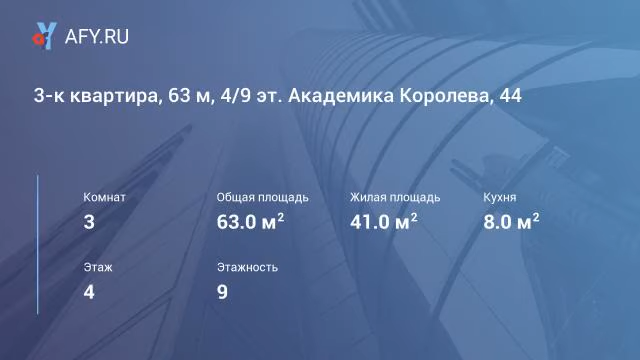 AFY.RU
3-к квартира, 63 м, 4/9 эт. Академика Королева, 44
Комнат Общая площадь Жилая площадь Кухня
3 63.0 м² 41.0 м² 8.0 м²
Этаж Этажность
4 9